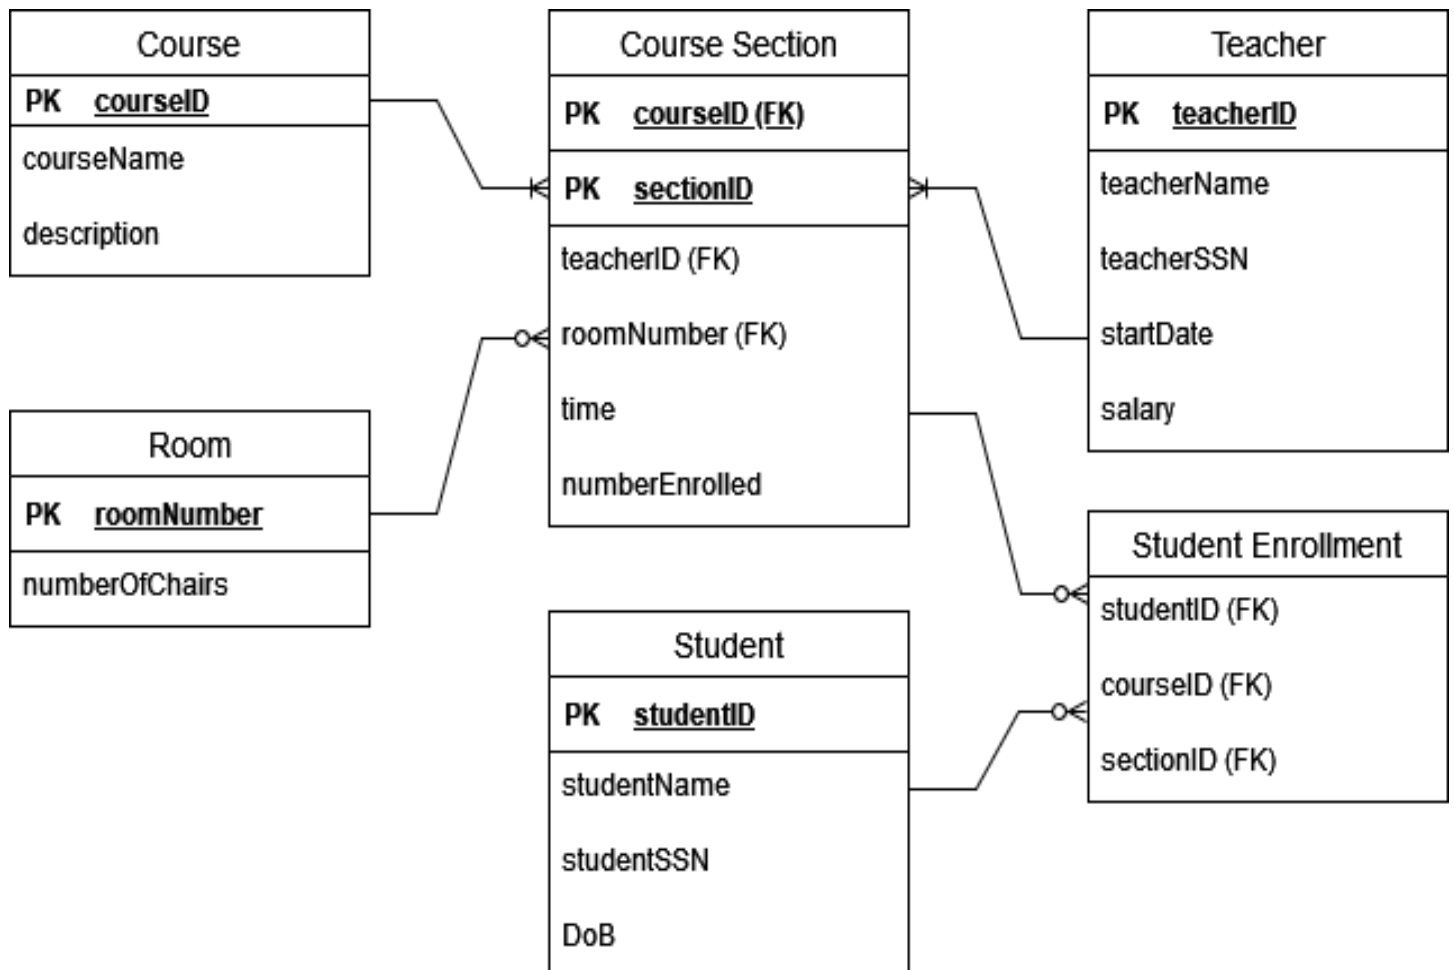 Course
PK courseID
courseName
description
Course Section
PK courseID (FK)
PK sectionID
teacherID (FK)
roomNumber (FK)
time
numberEnrolled
Teacher
PK teacherID
teacherName
teacherSSN
startDate
salary
Room
PK roomNumber
numberOfChairs
Student
PK studentID
studentName
studentSSN
DoB
Student Enrollment
studentID (FK)
courseID (FK)
sectionID (FK)